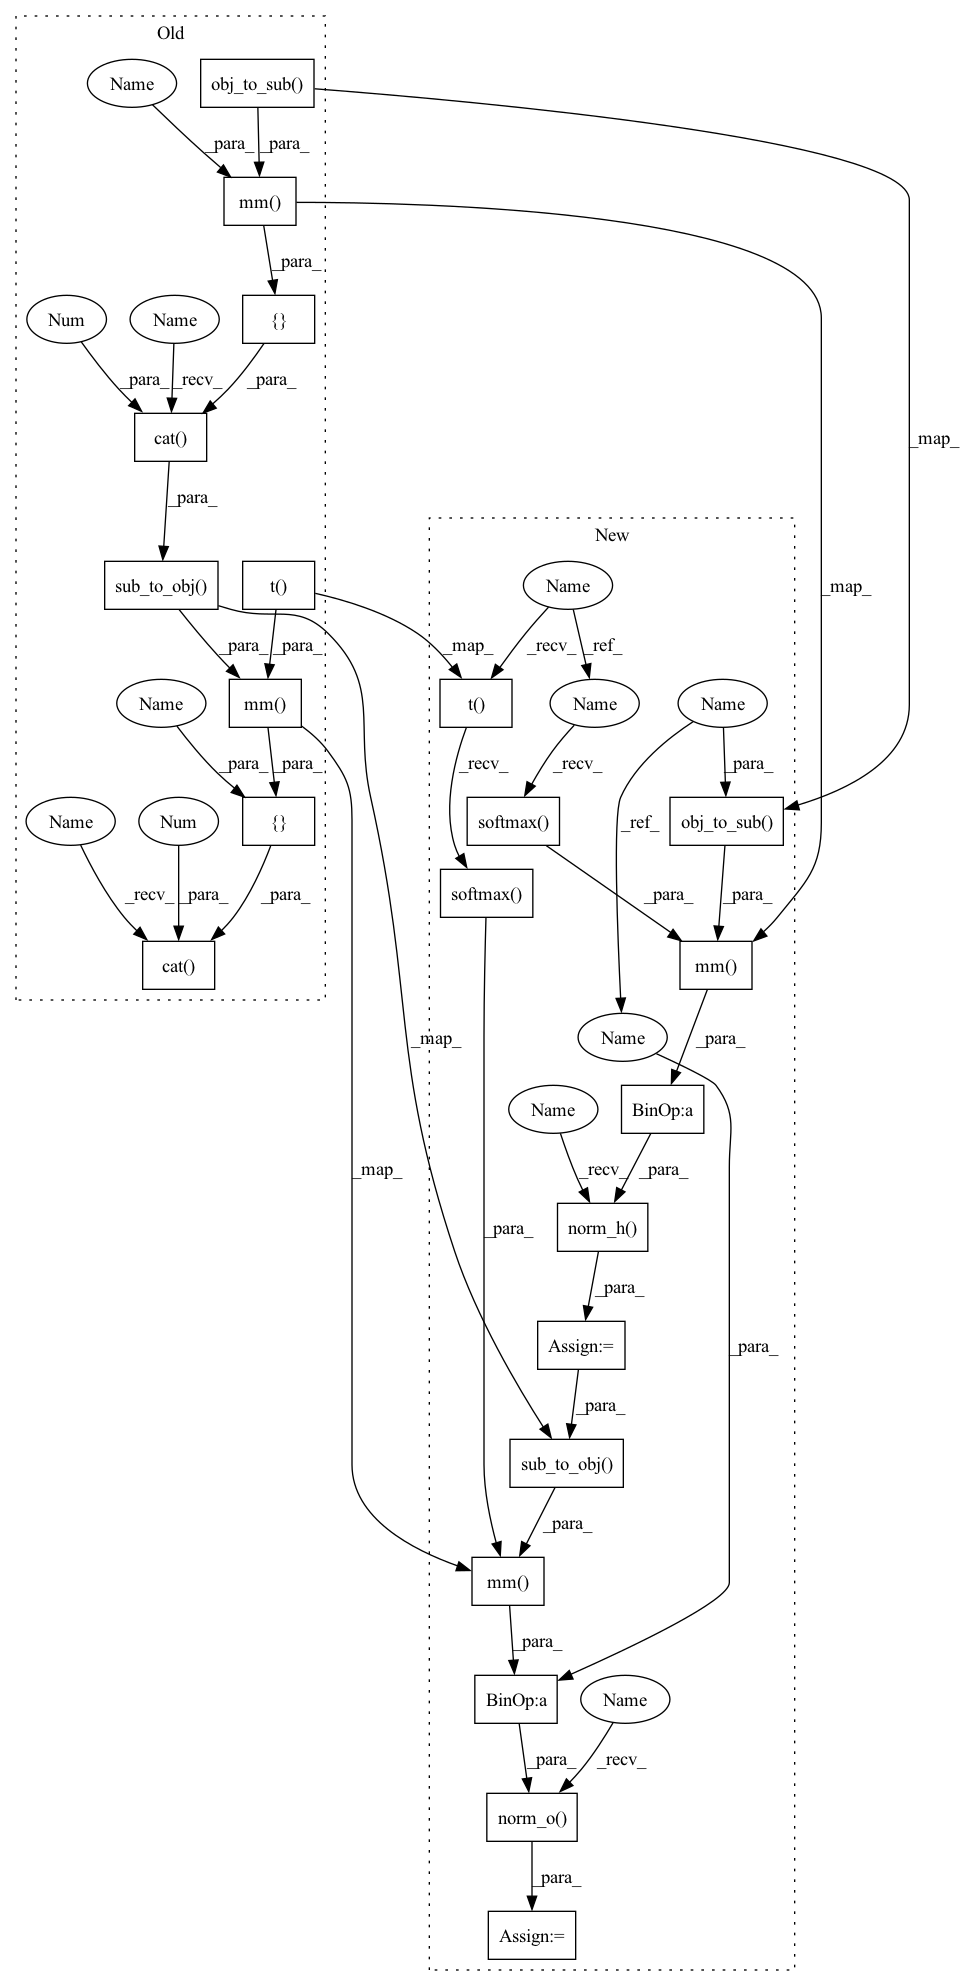 Old
Name
obj_to_sub()
_para_
_para_
mm()
_para_
Num
Name
{}
_para_
_recv_
_para_
cat()
_map_
_para_
New
sub_to_obj()
t()
Name
_map_
_para_
_para_
_map_
_recv_
_ref_
Name
mm()
t()
Name
Name
_para_
_para_
_recv_
_recv_
_para_
Name
Num
{}
softmax()
obj_to_sub()
_ref_
softmax()
_recv_
_para_
_para_
_para_
_para_
cat()
mm()
_map_
Name
_para_
Name
BinOp:a
_map_
_recv_
_para_
_para_
norm_h()
_para_
Assign:=
_para_
_para_
sub_to_obj()
_para_
mm()
_para_
BinOp:a
Name
_para_
_recv_
norm_o()
_para_
Assign:=